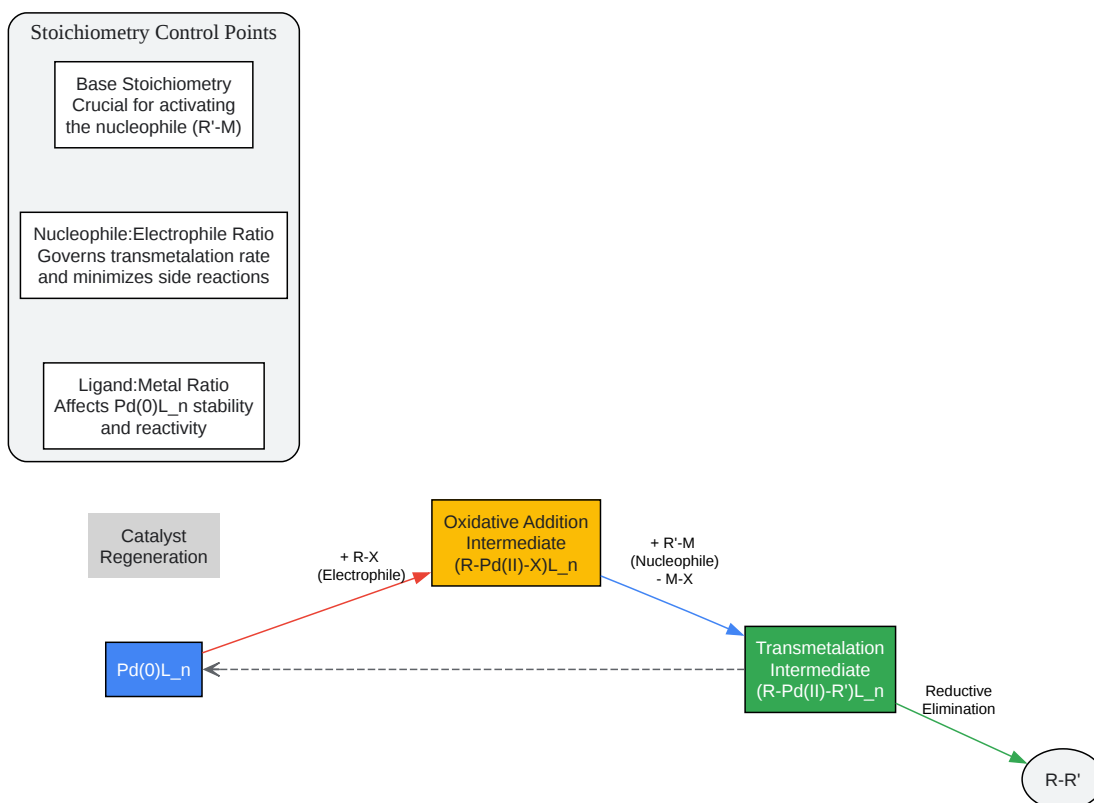 Stoichiometry Control Points
Base Stoichiometry
Crucial for activating
the nucleophile (R'-M)
Nucleophile:Electrophile Ratio
Governs transmetalation rate
and minimizes side reactions
Ligand:Metal Ratio
Affects Pd(0)L_n stability
and reactivity
Catalyst
Regeneration
+ R-X
(Electrophile)
Oxidative Addition
Intermediate
(R-Pd(II)-X)L_n
+ R'-M
(Nucleophile)
- M-X
Pd(0)L_n
Transmetalation
Intermediate
(R-Pd(II)-R')L_n
Reductive
Elimination
R-R'